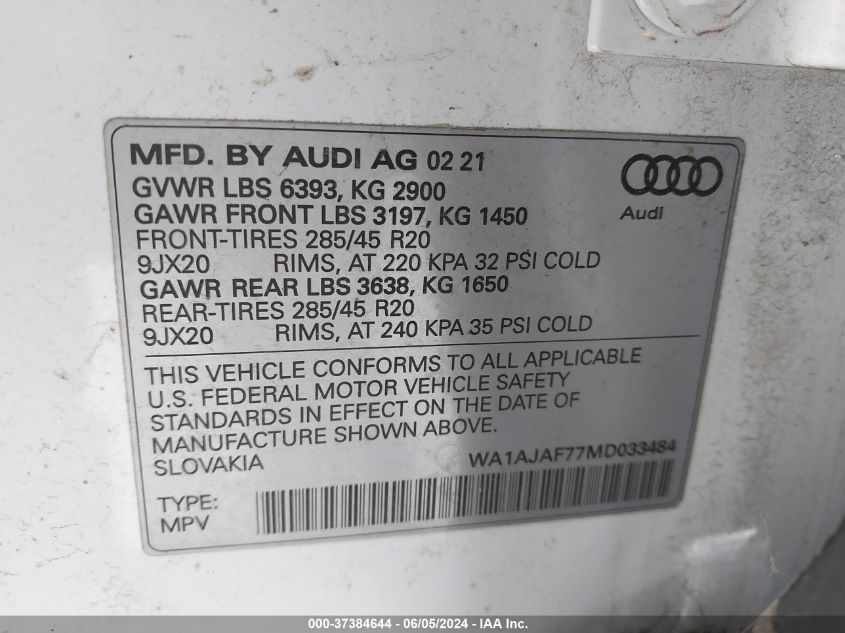 MFD. BY AUDI AG 02 21
GVWR LBS 6393, KG 2900
GAWR FRONT LBS 3197, KG 1450
FRONT-TIRES 285/45 R20
9JX20 RIMS, AT 220 KPA 32 PSI COLD
GAWR REAR LBS 3638, KG 1650
REAR-TIRES 285/45 R20
9JX20 RIMS, AT 240 KPA 35 PSI COLD
Audi
THIS VEHICLE CONFORMS TO ALL APPLICABLE
U.S. FEDERAL MOTOR VEHICLE SAFETY
STANDARDS IN EFFECT ON THE DATE OF
MANUFACTURE SHOWN ABOVE.
SLOVAKIA WA1AJAF77MD033484
TYPE:
MPV
000-37384644 - 06/05/2024 - IAA Inc.